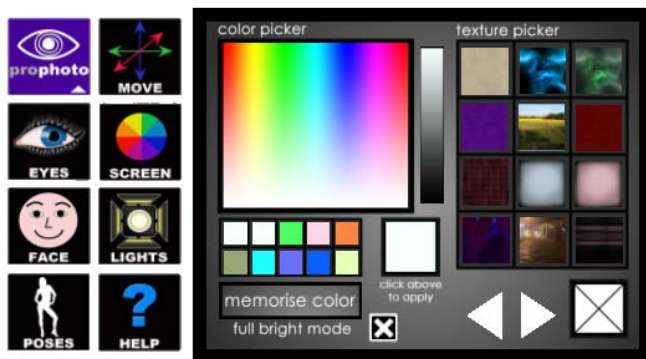 prophoto
MOVE
EYES
SCREEN
FACE
LIGHTS
POSES
?
HELP
color picker
texture picker
click above
to apply
memorise color
full bright mode